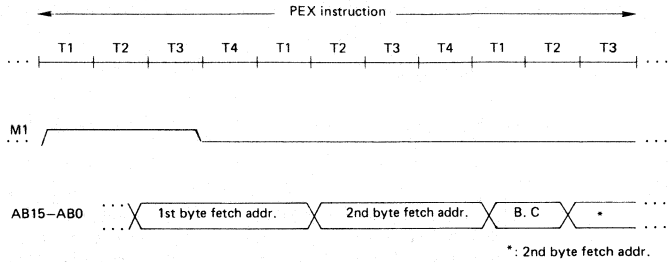 PEX instruction
T1 T2 T3 T4 T1 T2 T3 T4 T1 T2 T3
M1
AB15–AB0 1st byte fetch addr. 2nd byte fetch addr. B. C *
*: 2nd byte fetch addr.